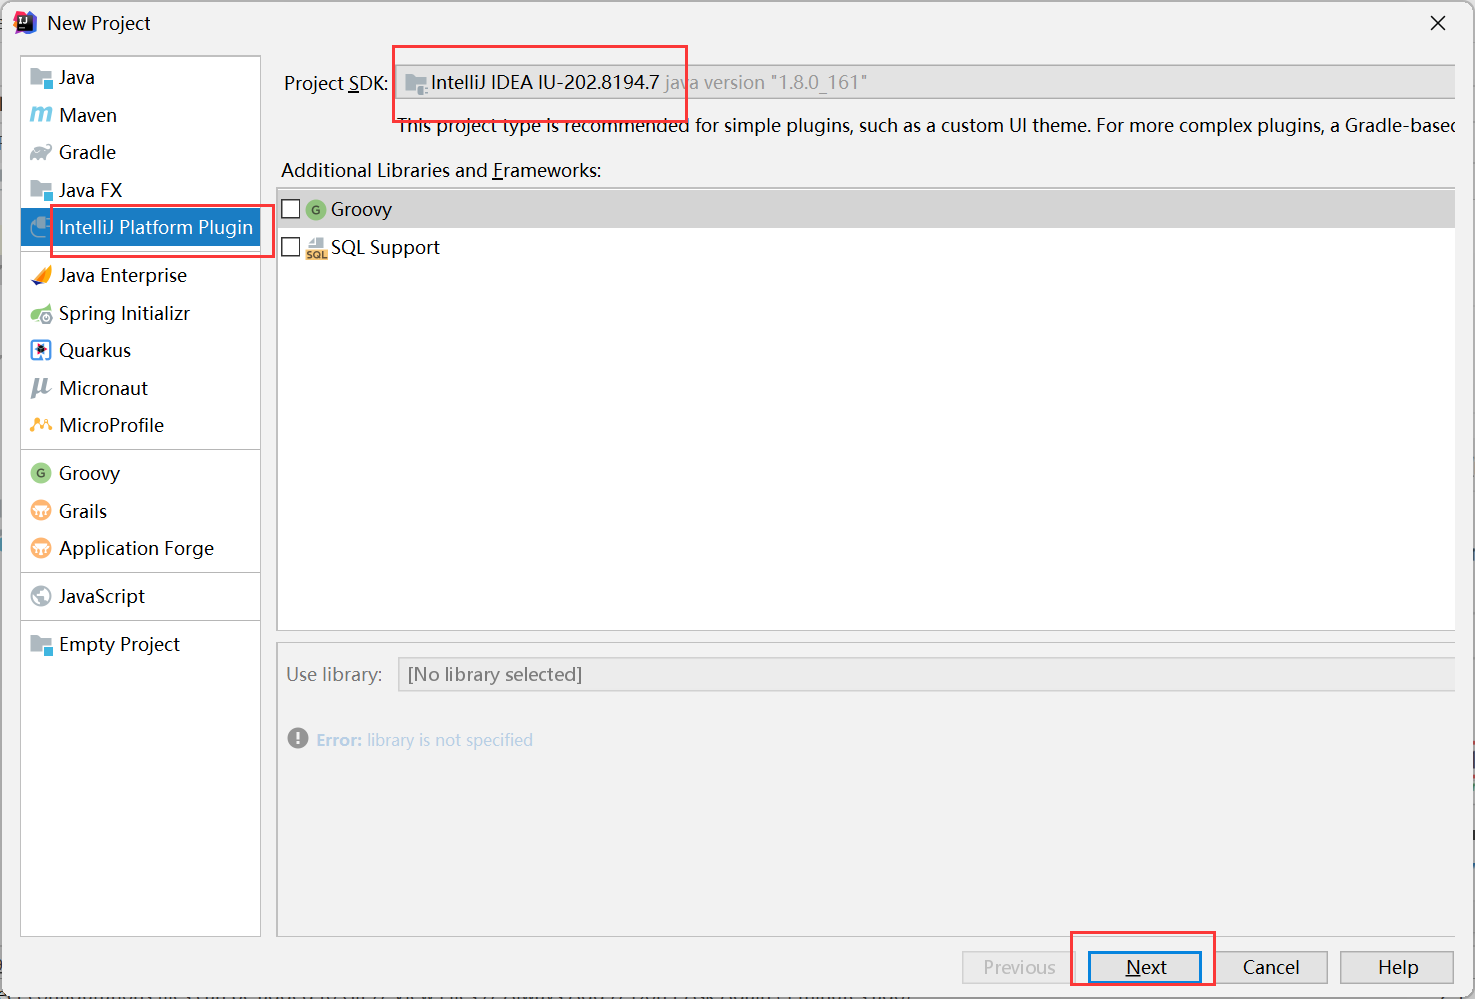 New Project
Java
Maven
Gradle
Java FX
IntelliJ Platform Plugin
Java Enterprise
Spring Initializr
Quarkus
Micronaut
MicroProfile
Groovy
Grails
Application Forge
JavaScript
Empty Project
Project SDK: IntelliJ IDEA IU-202.8194.7 java version "1.8.0_161"
This project type is recommended for simple plugins, such as a custom UI theme. For more complex plugins, a Gradle-based
Additional Libraries and Frameworks:
Groovy
SQL Support
Use library: [No library selected]
Error: library is not specified
Previous Next Cancel Help